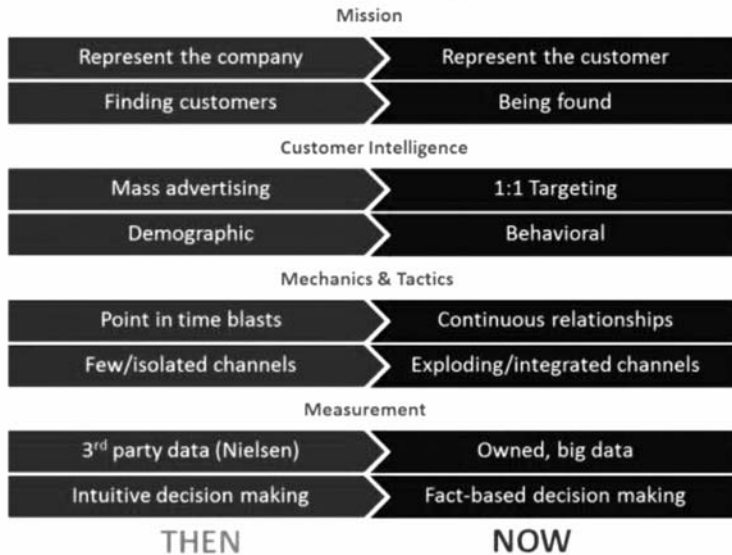 Mission
Represent the company Represent the customer
Finding customers Being found
Customer Intelligence
Mass advertising 1:1 Targeting
Demographic Behavioral
Mechanics & Tactics
Point in time blasts Continuous relationships
Few/isolated channels Exploding/integrated channels
Measurement
3rd party data (Nielsen) Owned, big data
Intuitive decision making Fact-based decision making
THEN NOW